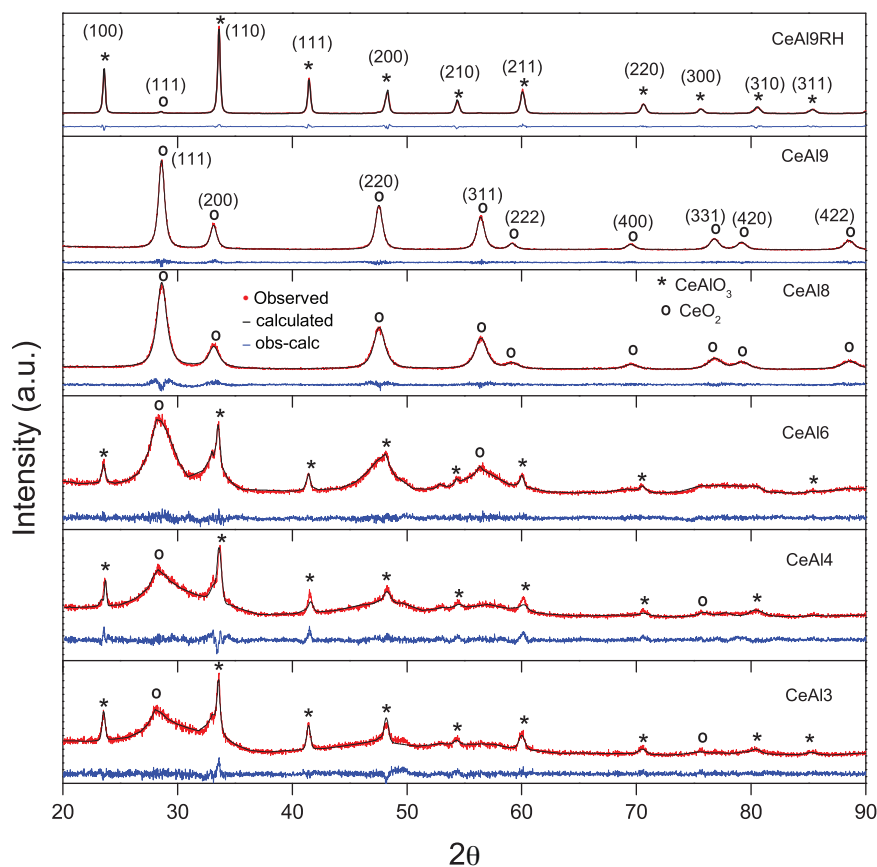 (100) * * (110) (111) * (200) * (210) * (211) * (220) * (300) * (310) * (311) * CeAl9RH
(111) o
o (111) (200) o (220) o (311) o (222) o (400) o (331) o (420) o (422) o CeAl9
o o o o o o o o o CeAl8
Observed
calculated
obs-calc
* CeAlO3
o CeO2
* o * * * o * * * * CeAl6
* o * * * * * * o * CeAl4
* o * * * * * * o * * CeAl3
Intensity (a.u.)
20 30 40 50 60 70 80 90
2θ